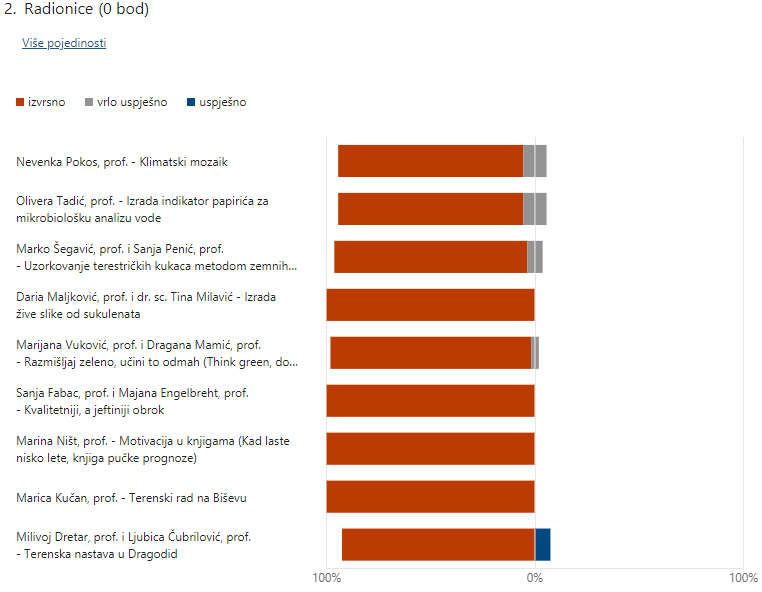 2. Radionice (0 bod)
Više pojedinosti
izvrsno vrlo uspješno uspješno
Nevenka Pokos, prof. - Klimatski mozaik
Olivera Tadić, prof. - Izrada indikator papirića za
mikrobiološku analizu vode
Marko Šegavić, prof. i Sanja Penić, prof.
- Uzorkovanje terestričkih kukaca metodom zemnih...
Daria Maljković, prof. i dr. sc. Tina Milavić - Izrada
žive slike od sukulenata
Marijana Vuković, prof. i Dragana Mamić, prof.
- Razmišljaj zeleno, učini to odmah (Think green, do...
Sanja Fabac, prof. i Majana Engelbreht, prof.
- Kvalitetniji, a jeftiniji obrok
Marina Ništ, prof. - Motivacija u knjigama (Kad laste
nisko lete, knjiga pučke prognoze)
Marica Kučan, prof. - Terenski rad na Biševu
Milivoj Dretar, prof. i Ljubica Čubrilović, prof.
- Terenska nastava u Dragodid
100% 0% 100%